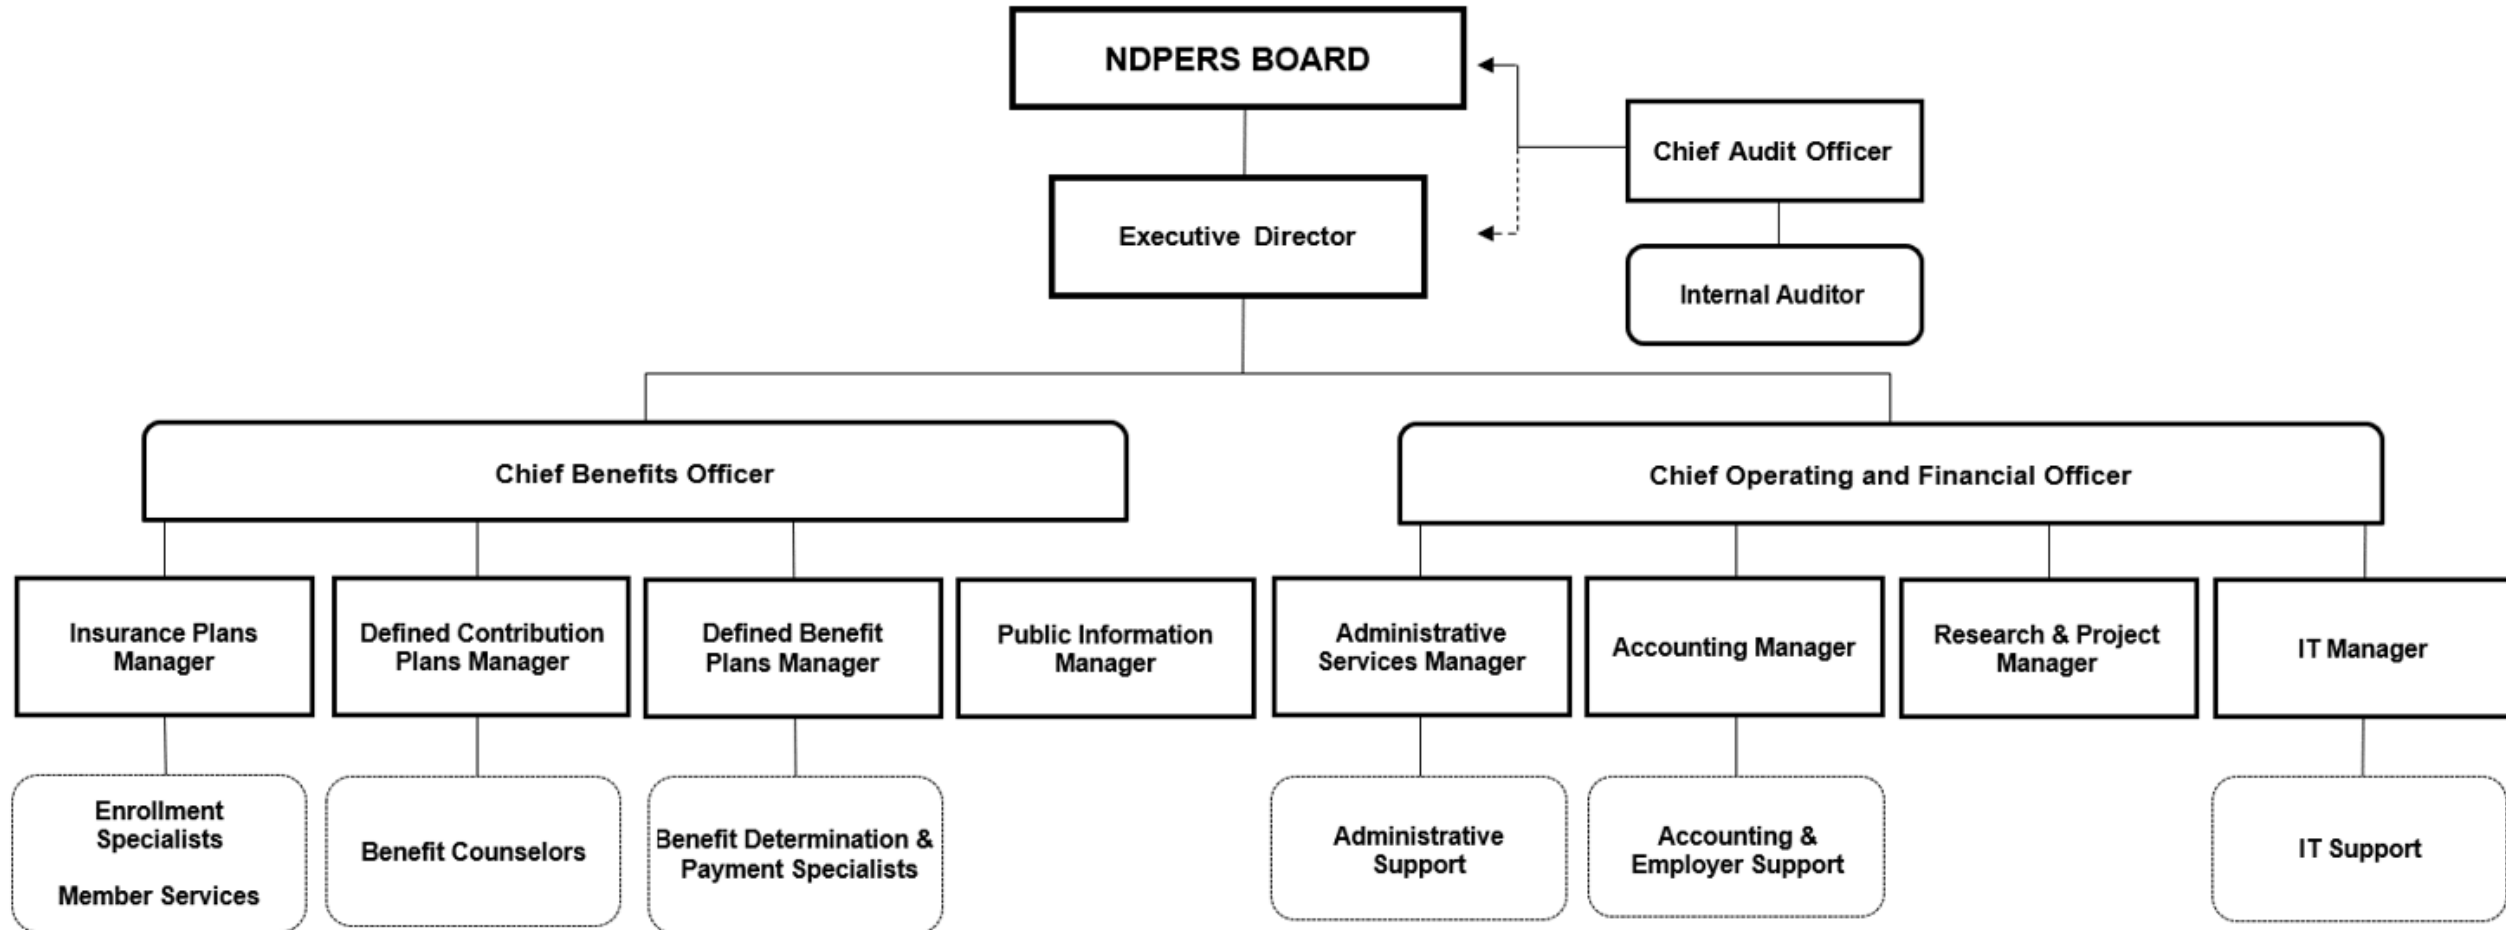 NDPERS BOARD
Chief Audit Officer
Executive Director
Internal Auditor
Chief Benefits Officer
Chief Operating and Financial Officer
Insurance Plans
Manager
Defined Contribution
Plans Manager
Defined Benefit
Plans Manager
Public Information
Manager
Administrative
Services Manager
Accounting Manager
Research & Project
Manager
IT Manager
Enrollment
Specialists
Member Services
Benefit Counselors
Benefit Determination &
Payment Specialists
Administrative
Support
Accounting &
Employer Support
IT Support